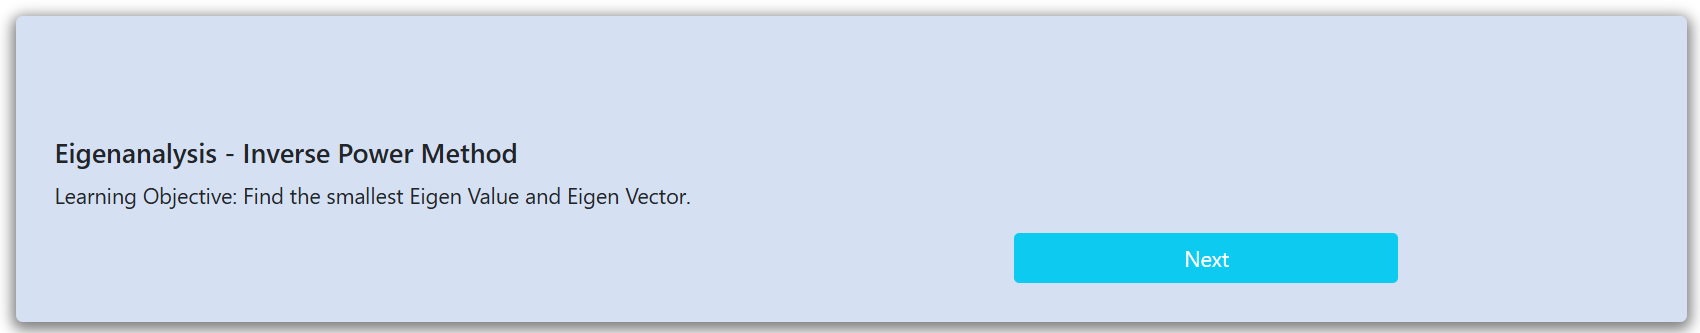 Eigenanalysis - Inverse Power Method
Learning Objective: Find the smallest Eigen Value and Eigen Vector.
Next